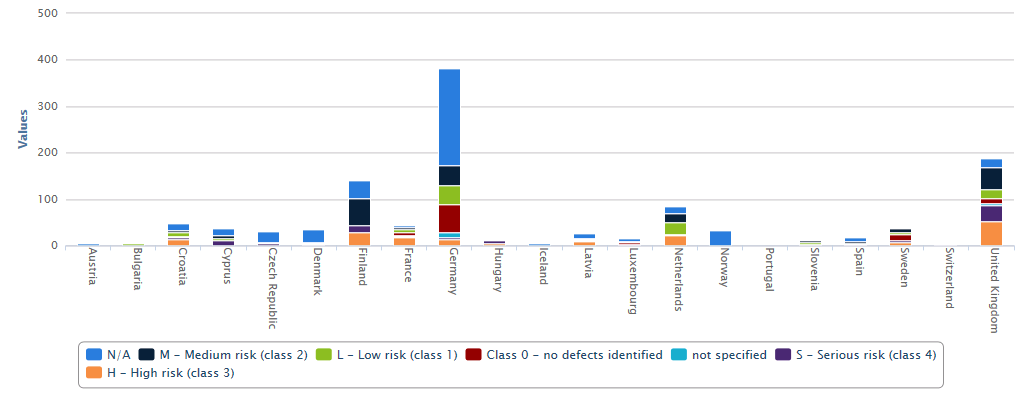 500
400
300
200
100
0
Values
Austria
Bulgaria
Croatia
Cyprus
Czech Republic
Denmark
Finland
France
Germany
Hungary
Iceland
Latvia
Luxembourg
Netherlands
Norway
Portugal
Slovenia
Spain
Sweden
Switzerland
United Kingdom
N/A M - Medium risk (class 2) L - Low risk (class 1) Class 0 - no defects identified not specified S - Serious risk (class 4)
H - High risk (class 3)